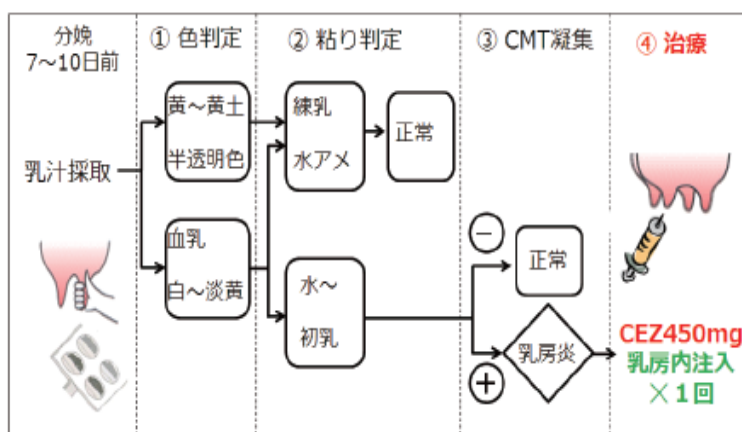 分娩
7～10日前
① 色判定
② 粘り判定
③ CMT凝集
④ 治療
乳汁採取
黄～黄土
半透明色
練乳
水アメ
正常
血乳
白～淡黄
水～
初乳
−
正常
＋
乳房炎
CEZ450mg
乳房内注入
×1回